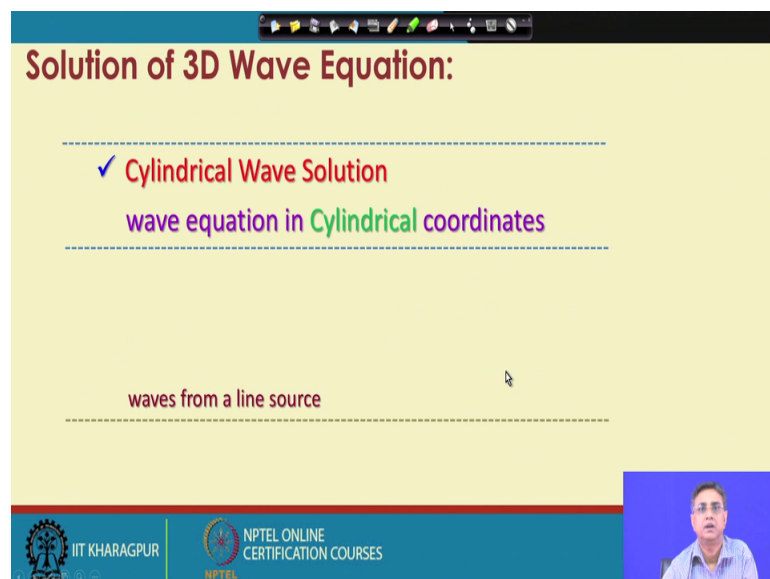 Solution of 3D Wave Equation:
✓ Cylindrical Wave Solution
wave equation in Cylindrical coordinates
waves from a line source
IIT KHARAGPUR
NPTEL ONLINE
CERTIFICATION COURSES
NPTEL